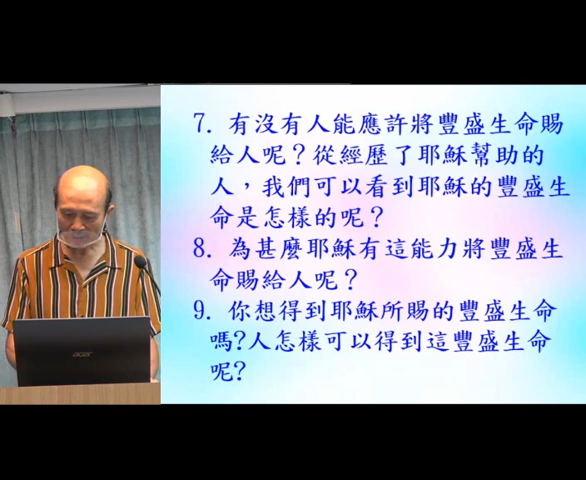 7. 有沒有人能應許將豐盛生命賜
給人呢？從經歷了耶穌幫助的
人，我們可以看到耶穌的豐盛生
命是怎樣的呢？
8. 為甚麼耶穌有這能力將豐盛生
命賜給人呢？
9. 你想得到耶穌所賜的豐盛生命
嗎?人怎樣可以得到這豐盛生命
呢?
acer